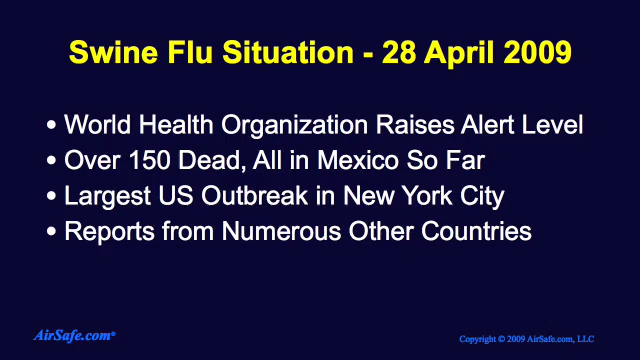 Swine Flu Situation - 28 April 2009
• World Health Organization Raises Alert Level
• Over 150 Dead, All in Mexico So Far
• Largest US Outbreak in New York City
• Reports from Numerous Other Countries
AirSafe.com®
Copyright © 2009 AirSafe.com, LLC